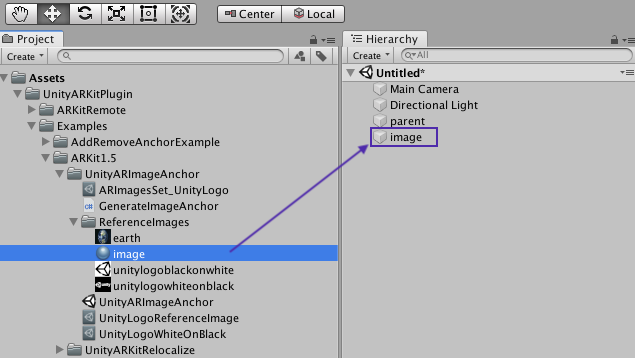 Center Local
Project
Create
Assets
UnityARKitPlugin
ARKitRemote
Examples
AddRemoveAnchorExample
ARKit1.5
UnityARImageAnchor
ARImagesSet_UnityLogo
C# GenerateImageAnchor
ReferenceImages
earth
image
unitylogoblackonwhite
unitylogowhiteonblack
UnityARImageAnchor
UnityLogoReferenceImage
UnityLogoWhiteOnBlack
UnityARKitRelocalize
Hierarchy
Create All
Untitled*
Main Camera
Directional Light
parent
image